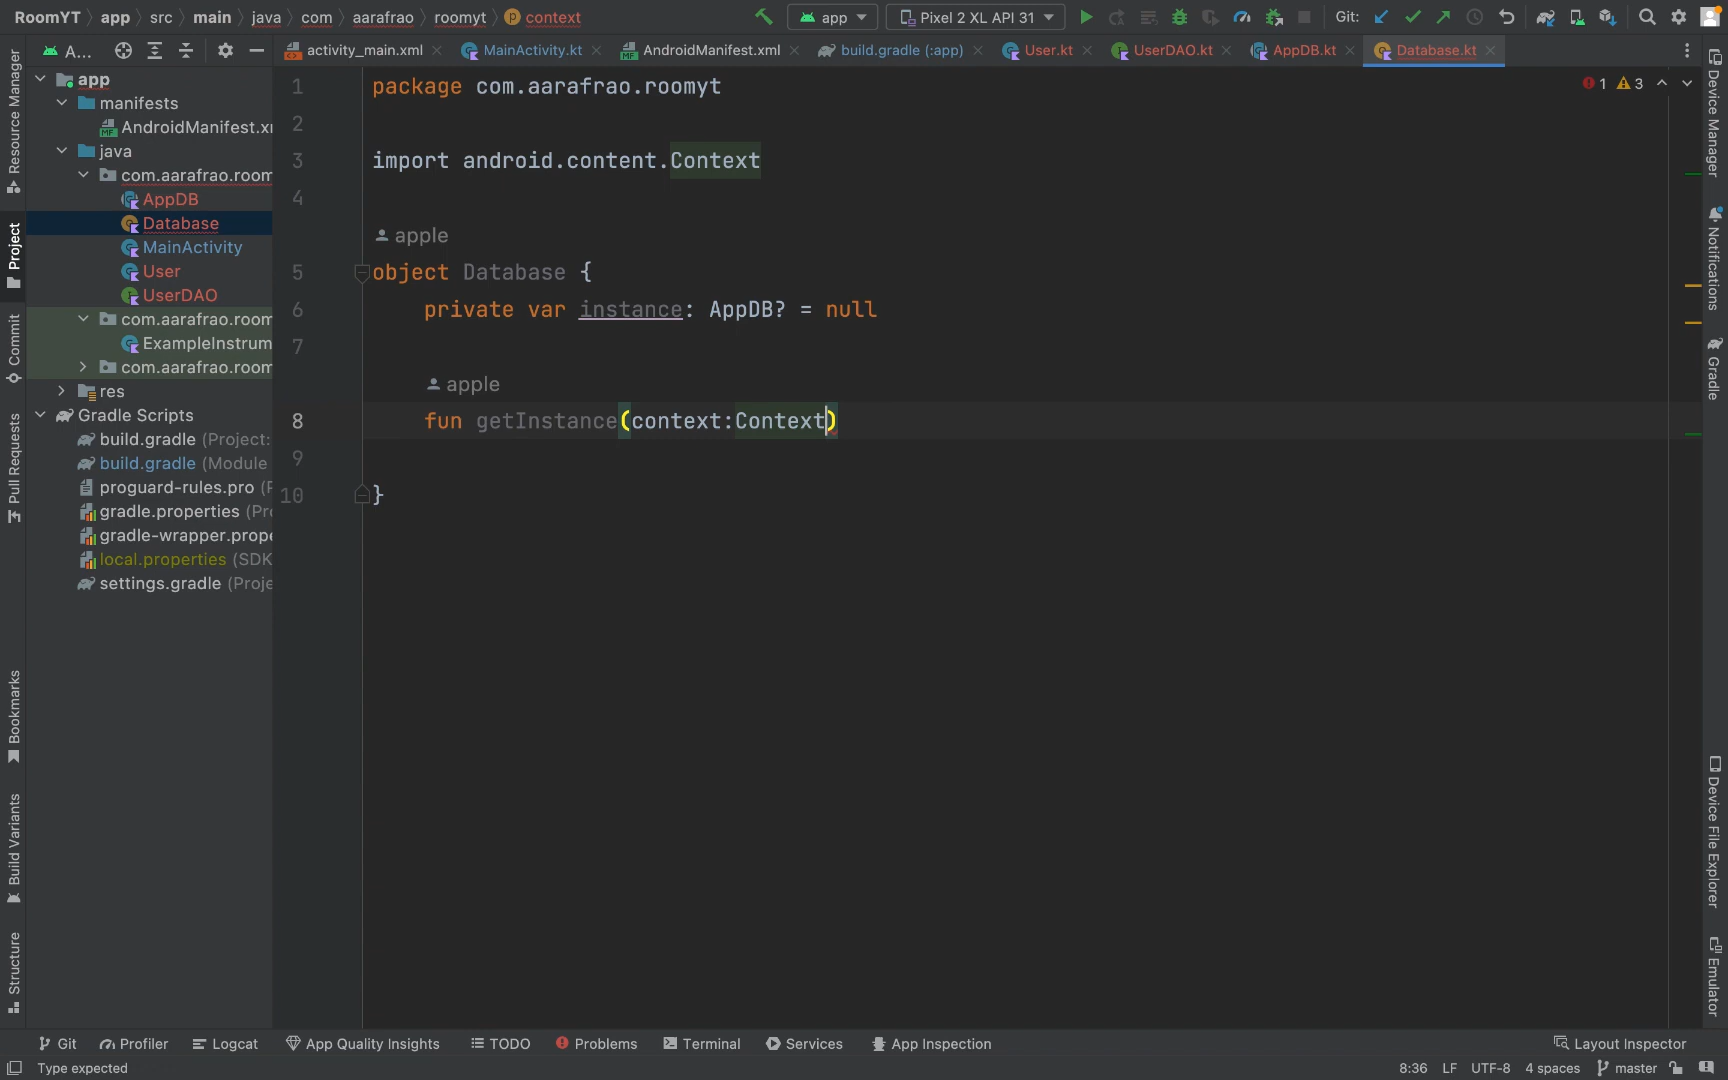 RoomYT app src main java com aarafrao roomyt context
app Pixel 2 XL API 31 Git:
A... activity_main.xml MainActivity.kt AndroidManifest.xml build.gradle (:app) User.kt UserDAO.kt AppDB.kt Database.kt
Resource Manager
Project
Commit
Pull Requests
Bookmarks
Build Variants
Structure
app
manifests
AndroidManifest.xm
java
com.aarafrao.room
AppDB
Database
MainActivity
User
UserDAO
com.aarafrao.room
ExampleInstrum
com.aarafrao.room
res
Gradle Scripts
build.gradle (Project:
build.gradle (Module
proguard-rules.pro (P
gradle.properties (Pro
gradle-wrapper.prope
local.properties (SDK
settings.gradle (Proje
1 package com.aarafrao.roomyt
2
3 import android.content.Context
4
apple
5 object Database {
6 private var instance: AppDB? = null
7
apple
8 fun getInstance(context:Context)
9
10 }
1 3
Device Manager
Notifications
Gradle
Device File Explorer
Emulator
Git Profiler Logcat App Quality Insights TODO Problems Terminal Services App Inspection Layout Inspector
Type expected 8:36 LF UTF-8 4 spaces master